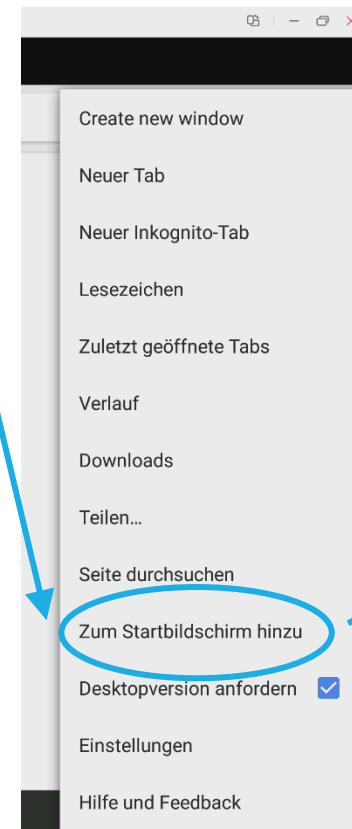 Create new window
Neuer Tab
Neuer Inkognito-Tab
Lesezeichen
Zuletzt geöffnete Tabs
Verlauf
Downloads
Teilen...
Seite durchsuchen
Zum Startbildschirm hinzu
Desktopversion anfordern
Einstellungen
Hilfe und Feedback